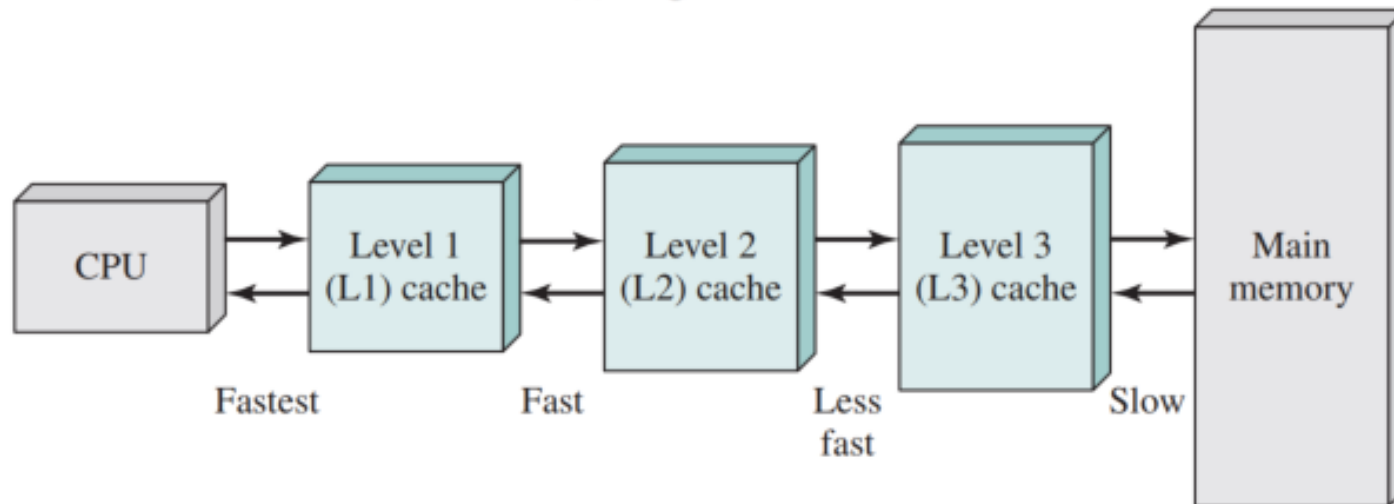 CPU
Level 1
(L1) cache
Level 2
(L2) cache
Level 3
(L3) cache
Main
memory
Fastest
Fast
Less
fast
Slow